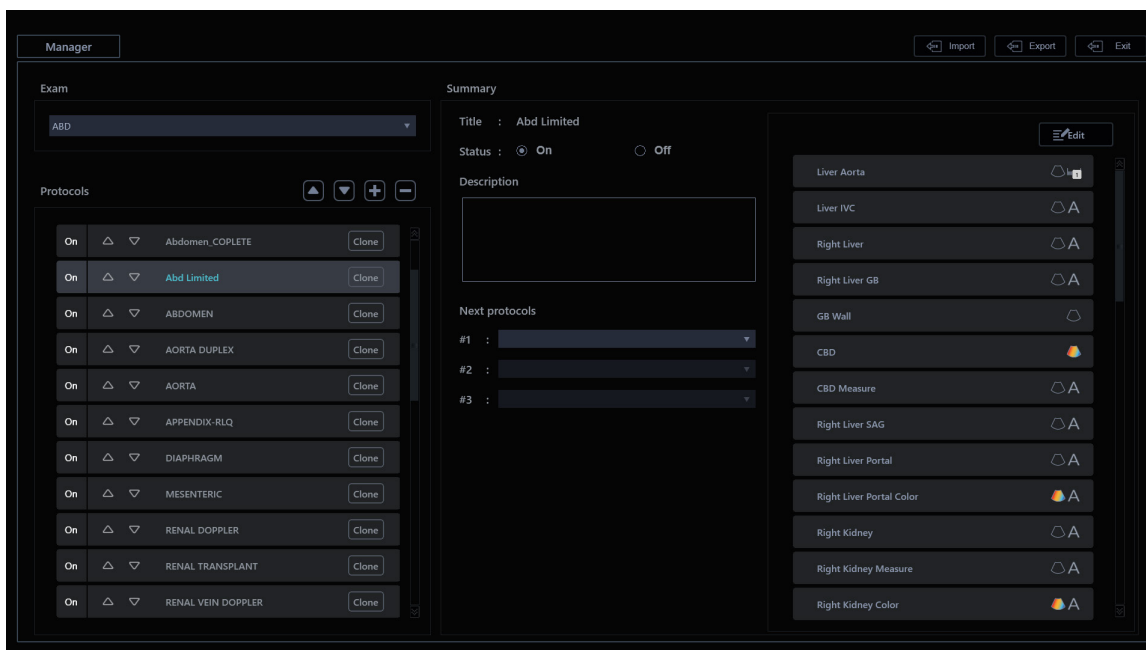 Manager
Import
Export
Exit
Exam
ABD
Protocols
On Abdomen_COPLETE Clone
On Abd Limited Clone
On ABDOMEN Clone
On AORTA DUPLEX Clone
On AORTA Clone
On APPENDIX-RLQ Clone
On DIAPHRAGM Clone
On MESENTERIC Clone
On RENAL DOPPLER Clone
On RENAL TRANSPLANT Clone
On RENAL VEIN DOPPLER Clone
Summary
Title : Abd Limited
Status : On Off
Description
Next protocols
#1 :
#2 :
#3 :
Edit
Liver Aorta
Liver IVC A
Right Liver A
Right Liver GB A
GB Wall
CBD
CBD Measure A
Right Liver SAG A
Right Liver Portal A
Right Liver Portal Color A
Right Kidney A
Right Kidney Measure A
Right Kidney Color A